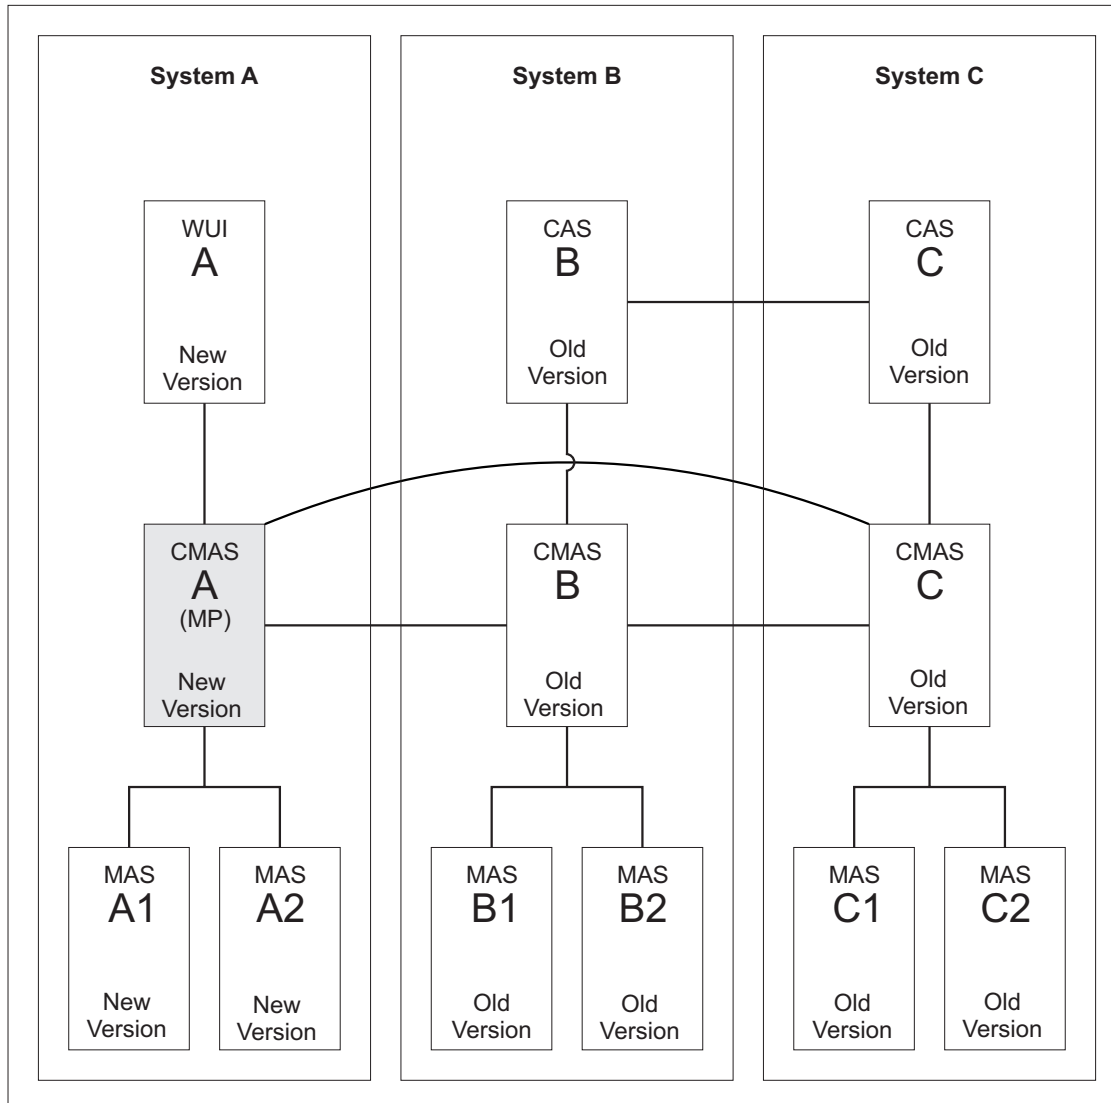 System A
System B
System C
WUI
A
New
Version
CAS
B
Old
Version
CAS
C
Old
Version
CMAS
A
(MP)
New
Version
CMAS
B
Old
Version
CMAS
C
Old
Version
MAS
A1
New
Version
MAS
A2
New
Version
MAS
B1
Old
Version
MAS
B2
Old
Version
MAS
C1
Old
Version
MAS
C2
Old
Version